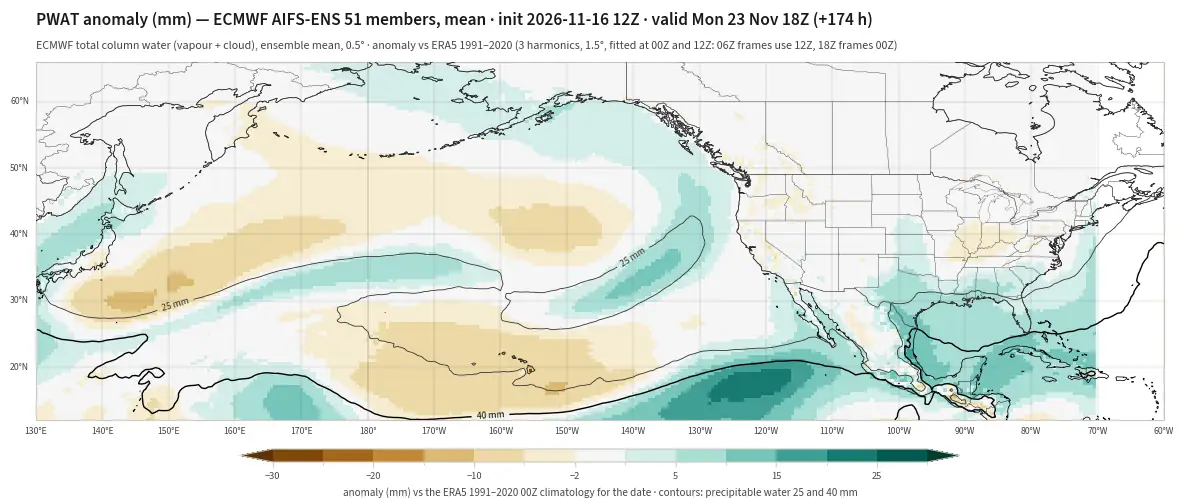 PWAT anomaly (mm) — ECMWF AIFS-ENS 51 members, mean · init 2026-11-16 12Z · valid Mon 23 Nov 18Z (+174 h)
ECMWF total column water (vapour + cloud), ensemble mean, 0.5° · anomaly vs ERA5 1991–2020 (3 harmonics, 1.5°, fitted at 00Z and 12Z: 06Z frames use 12Z, 18Z frames 00Z)
60°N
50°N
40°N
30°N
20°N
25 mm
25 mm
40 mm
130°E 140°E 150°E 160°E 170°E 180° 170°W 160°W 150°W 140°W 130°W 120°W 110°W 100°W 90°W 80°W 70°W 60°W
−30 −20 −10 −2 5 15 25
anomaly (mm) vs the ERA5 1991–2020 00Z climatology for the date · contours: precipitable water 25 and 40 mm